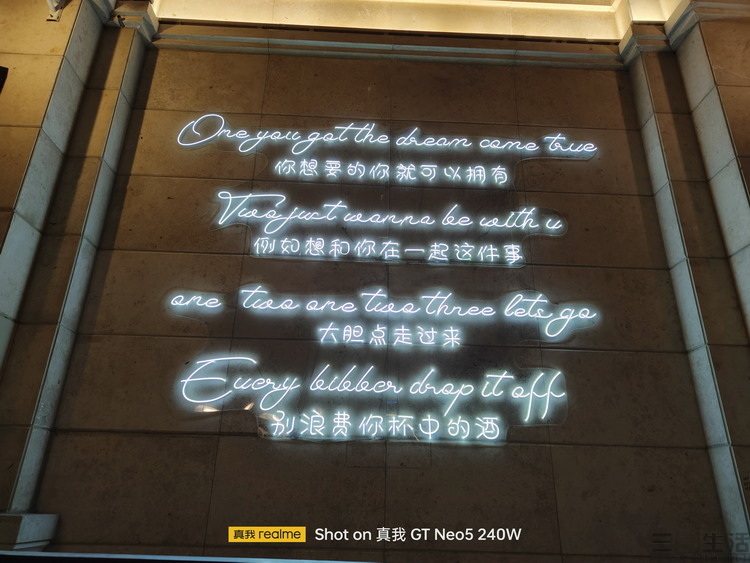 One you got the dream come true
你想要的你就可以拥有
Two just wanna be with u
例如想和你在一起这件事
one two one two three lets go
大胆点走过来
Every bibber drop it off
别浪费你杯中的酒
真我 realme Shot on 真我 GT Neo5 240W
生活